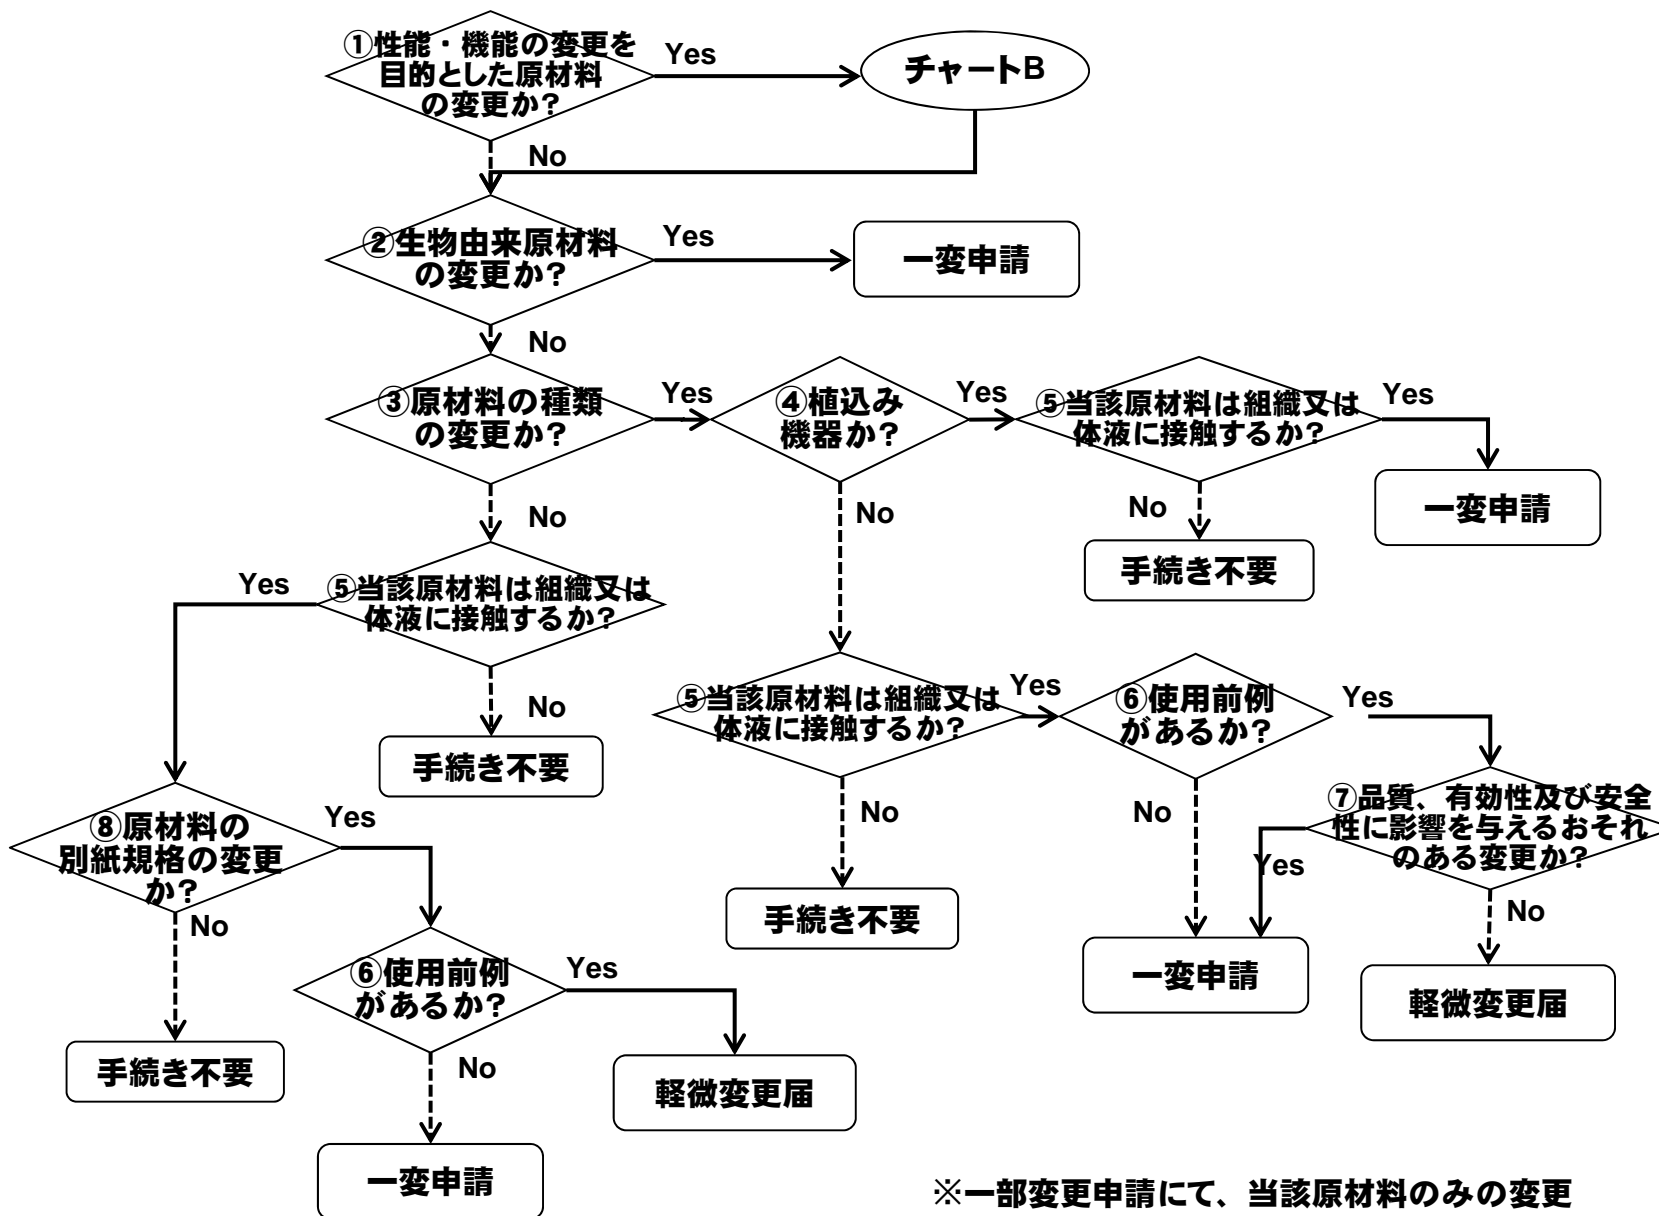 ①性能・機能の変更を
目的とした原材料
の変更か？
Yes
チャートB
No
②生物由来原材料
の変更か？
Yes
一変申請
No
③原材料の種類
の変更か？
Yes
④植込み
機器か？
Yes
⑤当該原材料は組織又は
体液に接触するか？
Yes
一変申請
No
手続き不要
No
No
⑤当該原材料は組織又は
体液に接触するか？
Yes
No
手続き不要
⑤当該原材料は組織又は
体液に接触するか？
Yes
⑥使用前例
があるか？
Yes
⑦品質、有効性及び安全
性に影響を与えるおそれ
のある変更か？
Yes
No
No
No
手続き不要
一変申請
軽微変更届
⑧原材料の
別紙規格の変更
か？
Yes
No
手続き不要
⑥使用前例
があるか？
Yes
軽微変更届
No
一変申請
※一部変更申請にて、当該原材料のみの変更